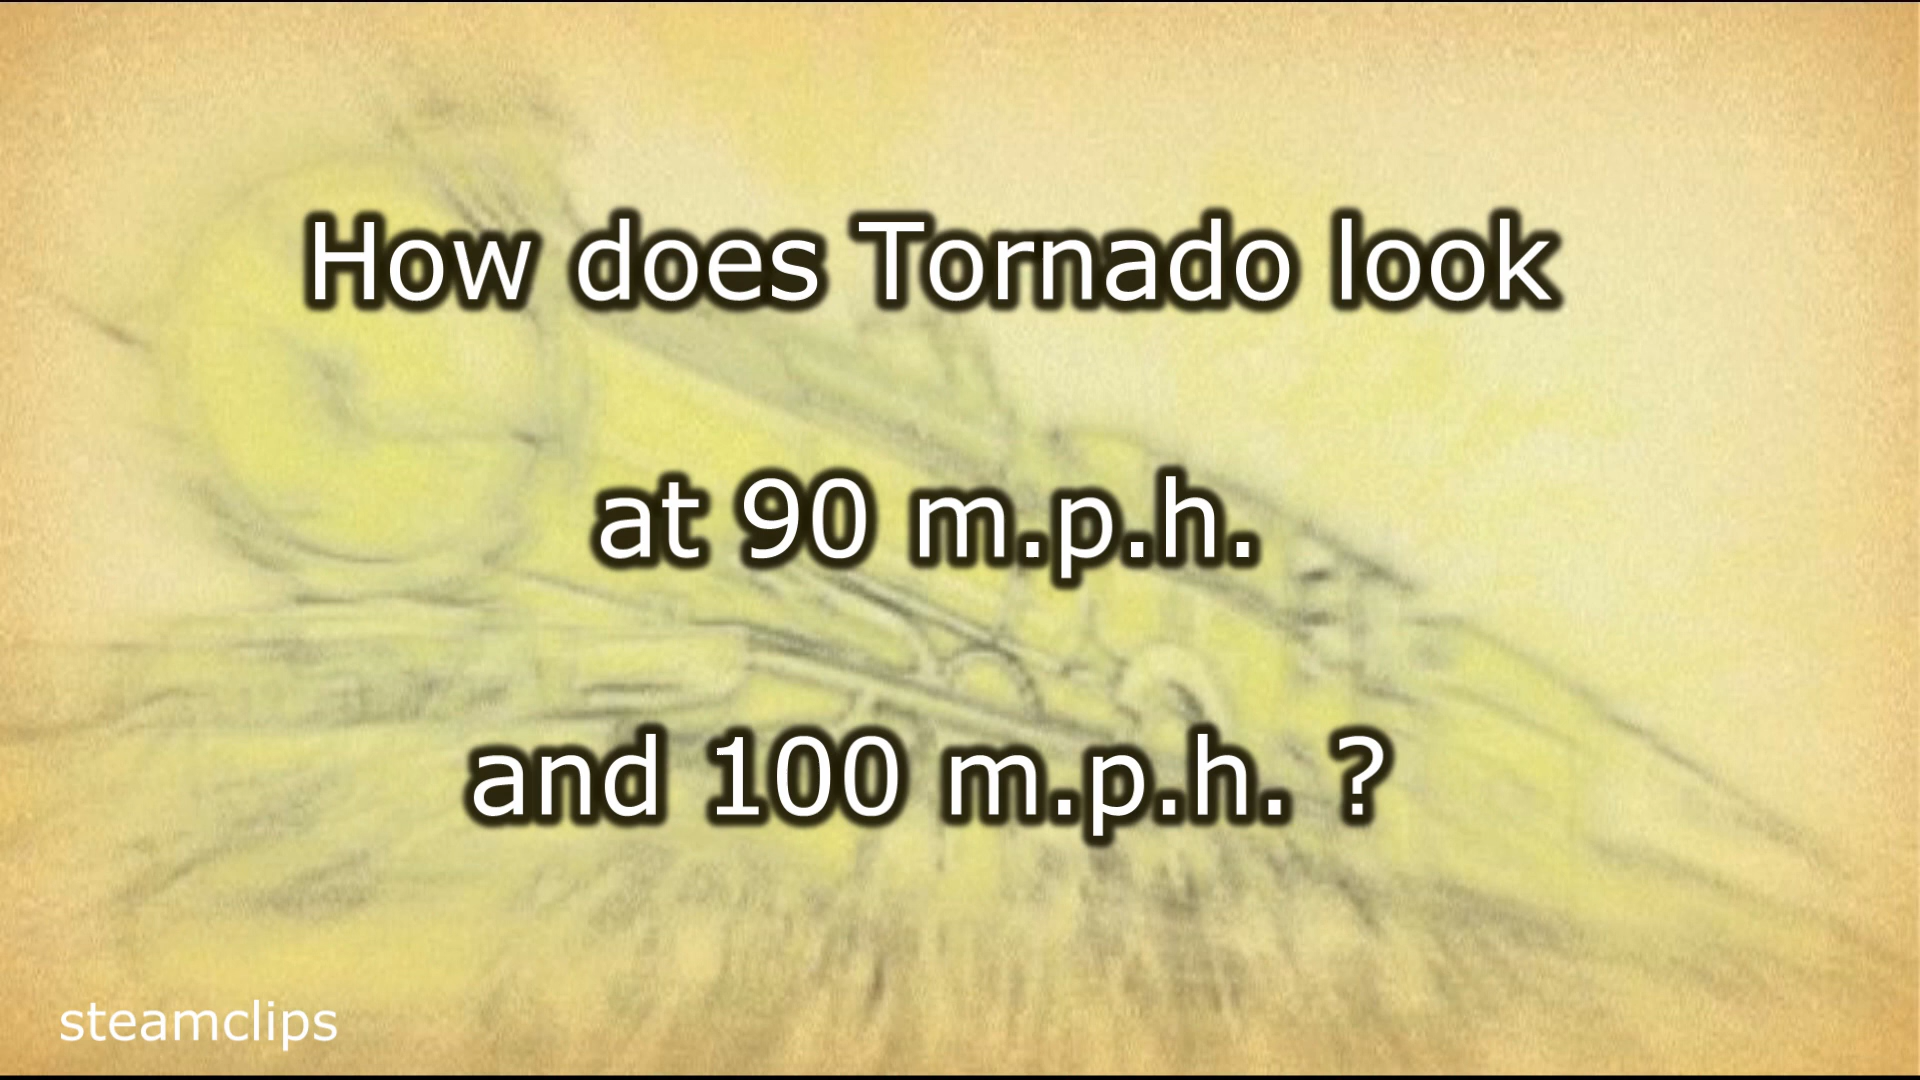 How does Tornado look
at 90 m.p.h.
and 100 m.p.h. ?
steamclips